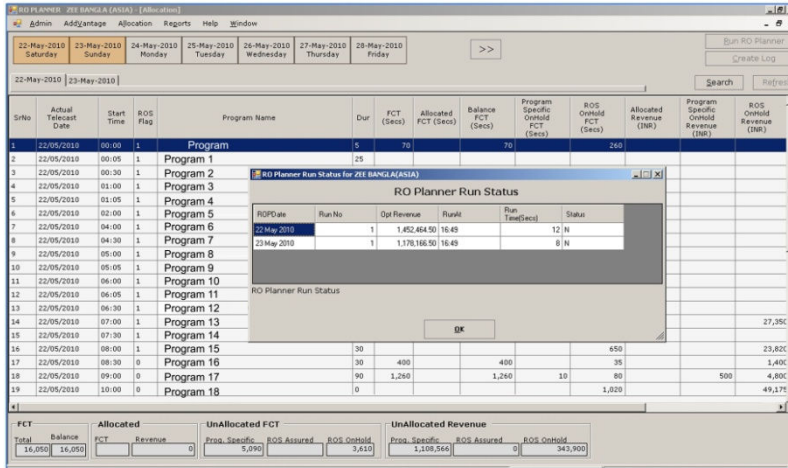 RO PLANNER ZEE BANGLA (ASIA) - [Allocation]
Admin AddVantage Allocation Reports Help Window
22-May-2010 Saturday 23-May-2010 Sunday 24-May-2010 Monday 25-May-2010 Tuesday 26-May-2010 Wednesday 27-May-2010 Thursday 28-May-2010 Friday >> Run RO Planner
Create Log
22-May-2010 23-May-2010 Search Refres
SrNo Actual Telecast Date Start Time ROS Flag Program Name Dur FCT (Secs) Allocated FCT (Secs) Balance FCT (Secs) Program Specific OnHold FCT (Secs) ROS OnHold FCT (Secs) Allocated Revenue (INR) Program Specific OnHold Revenue (INR) ROS OnHold Revenue (INR)
1 22/05/2010 00:00 1 Program 5 70 70 260
2 22/05/2010 00:05 1 Program 1 25
3 22/05/2010 00:30 1 Program 2
4 22/05/2010 01:00 1 Program 3
5 22/05/2010 01:05 1 Program 4
6 22/05/2010 02:00 1 Program 5
7 22/05/2010 04:00 1 Program 6
8 22/05/2010 04:30 1 Program 7
9 22/05/2010 05:00 1 Program 8
10 22/05/2010 05:05 1 Program 9
11 22/05/2010 06:00 1 Program 10
12 22/05/2010 06:05 1 Program 11
13 22/05/2010 06:30 1 Program 12
14 22/05/2010 07:00 1 Program 13 27,350
15 22/05/2010 07:30 1 Program 14
16 22/05/2010 08:00 1 Program 15 30 650 23,820
17 22/05/2010 08:30 0 Program 16 30 400 400 35 1,400
18 22/05/2010 09:00 0 Program 17 90 1,260 1,260 10 80 500 4,800
19 22/05/2010 10:00 0 Program 18 0 1,020 49,175
RO Planner Run Status for ZEE BANGLA(ASIA)
RO Planner Run Status
ROPDate Run No Opt Revenue RunAt Run Time(Secs) Status
22 May 2010 1 1,452,464.50 16:49 12 N
23 May 2010 1 1,178,166.50 16:49 8 N
RO Planner Run Status
OK
FCT Allocated UnAllocated FCT UnAllocated Revenue
Total Balance FCT Revenue Prog. Specific ROS Assured ROS OnHold Prog. Specific ROS Assured ROS OnHold
16,050 16,050 0 5,090 3,610 1,108,566 0 343,900